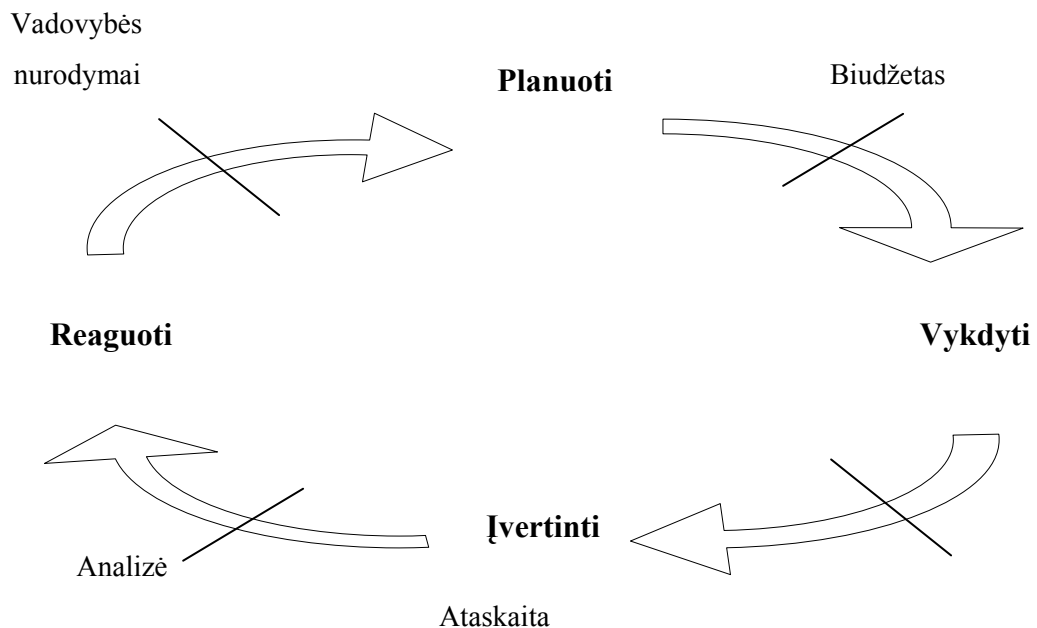 Vadovybės
nurodymai
Planuoti
Biudžetas
Reaguoti
Vykdyti
Įvertinti
Analizė
Ataskaita